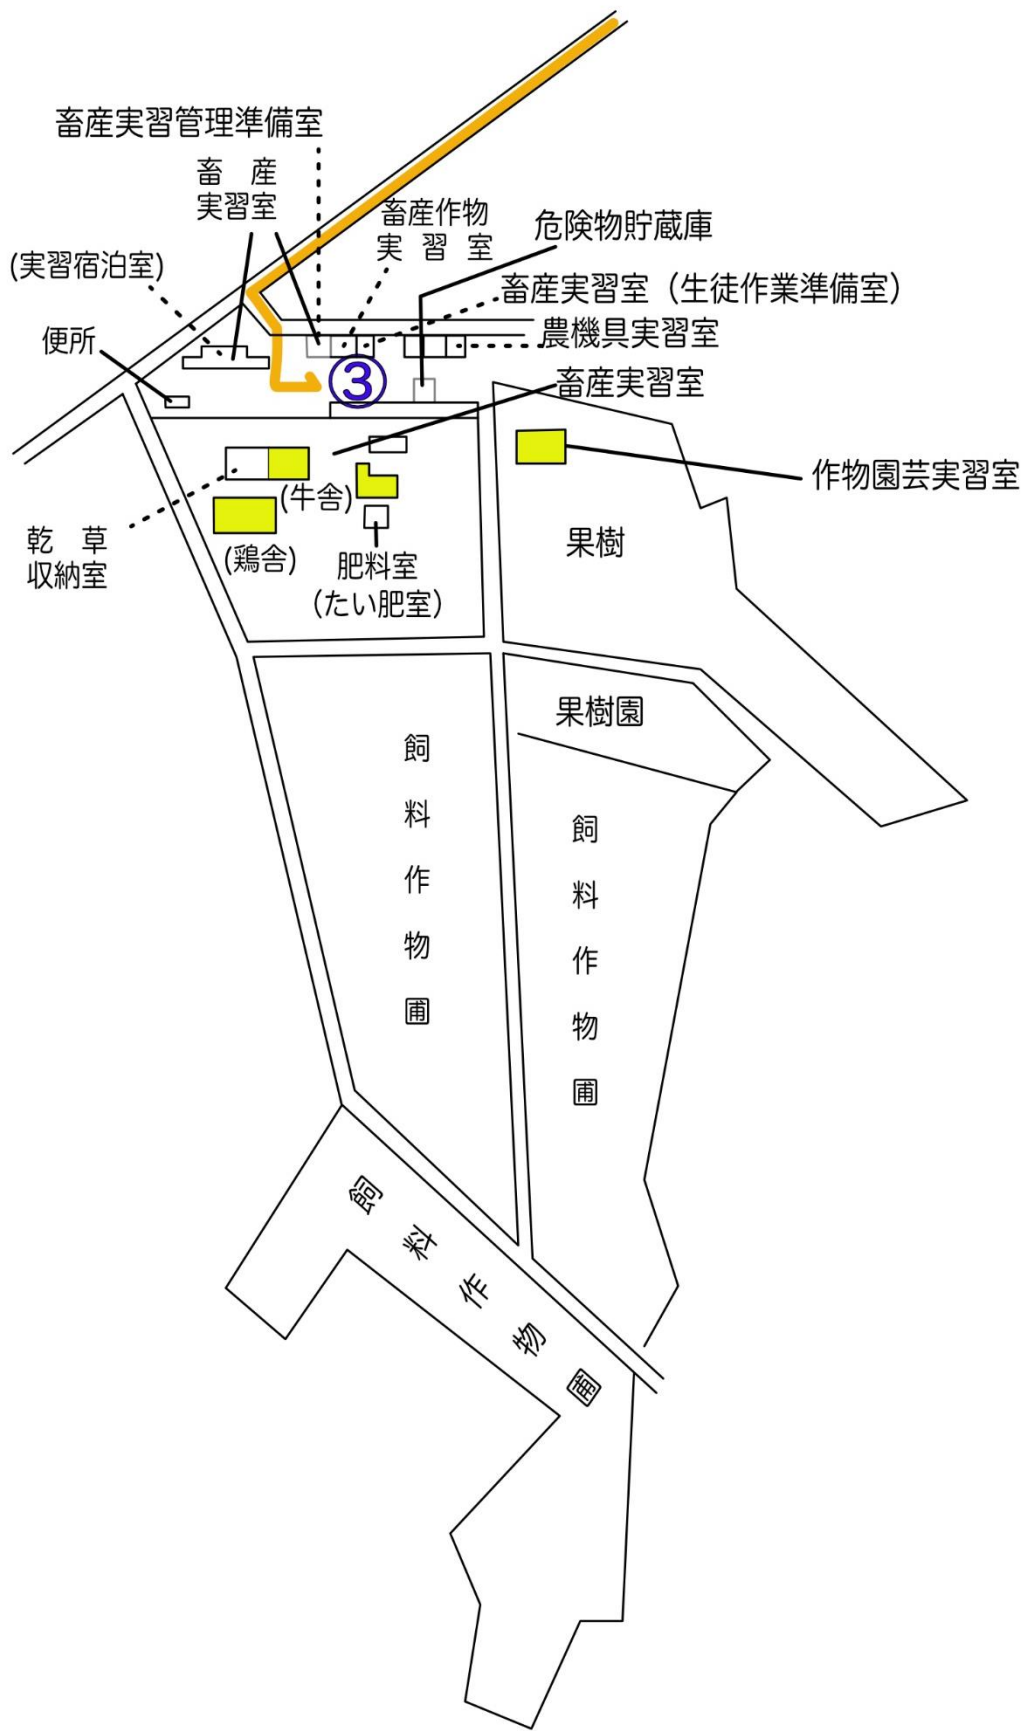 畜産実習管理準備室
畜　産
実習室
畜産作物
実　習　室
危険物貯蔵庫
(実習宿泊室)
畜産実習室（生徒作業準備室）
便所
農機具実習室
③
畜産実習室
作物園芸実習室
(牛舎)
乾　草
収納室
(鶏舎)
肥料室
（たい肥室）
果樹
果樹園
飼料作物圃
飼料作物圃
飼料作物圃